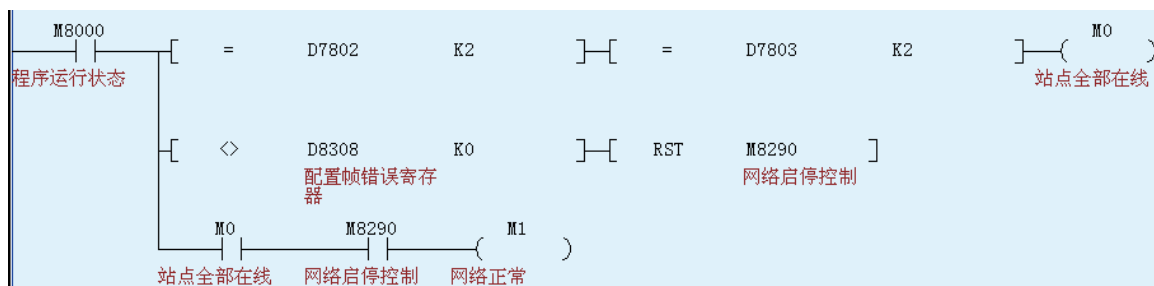 M8000
= D7802 K2 = D7803 K2 M0
程序运行状态 站点全部在线
<> D8308 K0 RST M8290
配置帧错误寄存 网络启停控制
器
M0 M8290 M1
站点全部在线 网络启停控制 网络正常